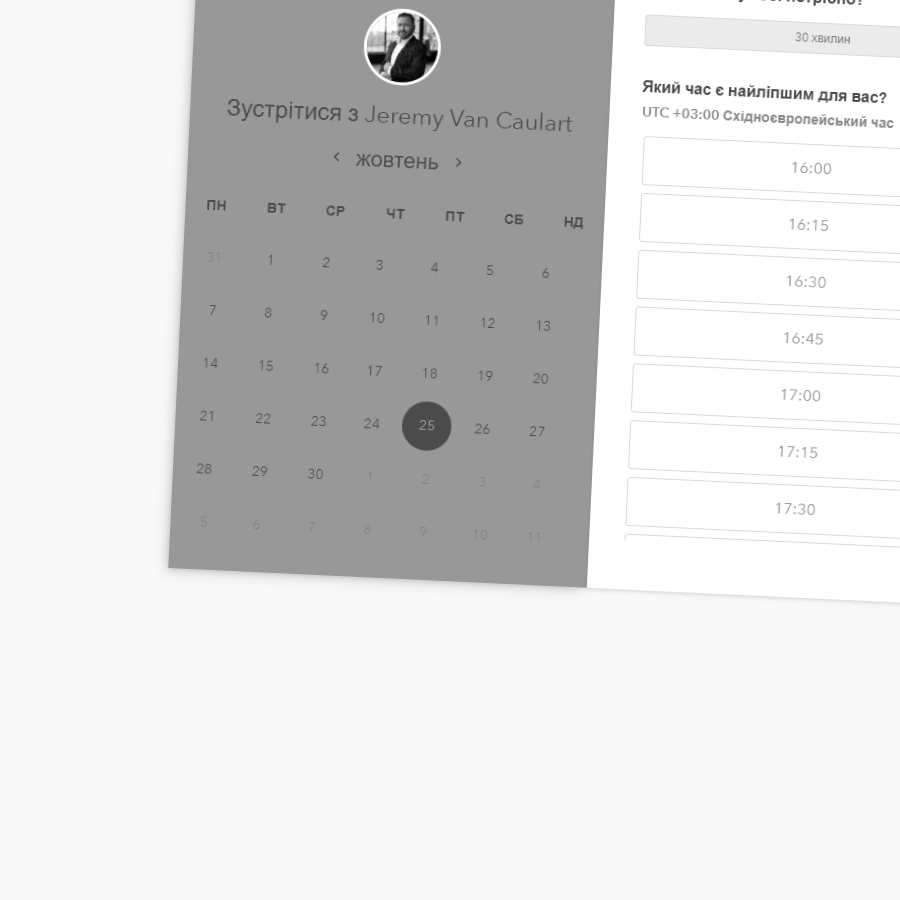 Зустрітися з Jeremy Van Caulart
‹ жовтень ›
ПН ВТ СР ЧТ ПТ СБ НД
31 1 2 3 4 5 6
7 8 9 10 11 12 13
14 15 16 17 18 19 20
21 22 23 24 25 26 27
28 29 30 1 2 3 4
5 6 7 8 9 10 11
30 хвилин
Який час є найліпшим для вас?
UTC +03:00 Східноєвропейський час
16:00
16:15
16:30
16:45
17:00
17:15
17:30